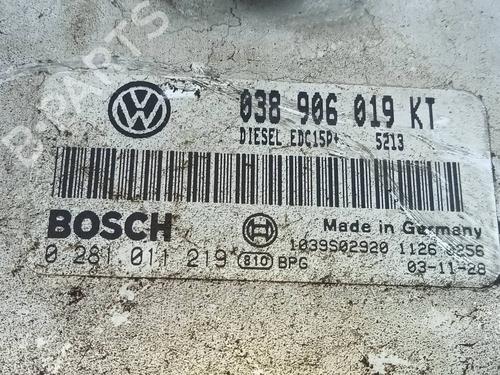 B-PARTS
038 906 019 KT
DIESEL EDC15P+ 5213
BOSCH
Made in Germany
1039S02920 1126 0256
0 281 011 219 810 BPG
03-11-28